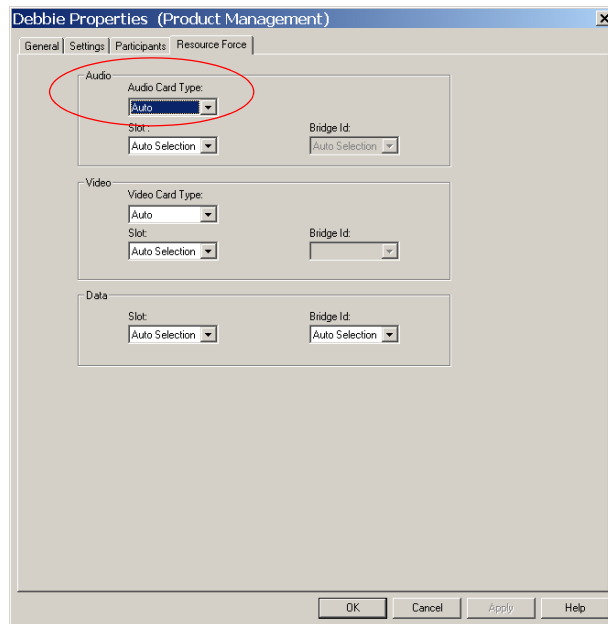 Debbie Properties (Product Management)
General Settings Participants Resource Force
Audio
Audio Card Type:
Auto
Slot : Bridge Id:
Auto Selection Auto Selection
Video
Video Card Type:
Auto
Slot: Bridge Id:
Auto Selection
Data
Slot: Bridge Id:
Auto Selection Auto Selection
OK Cancel Apply Help